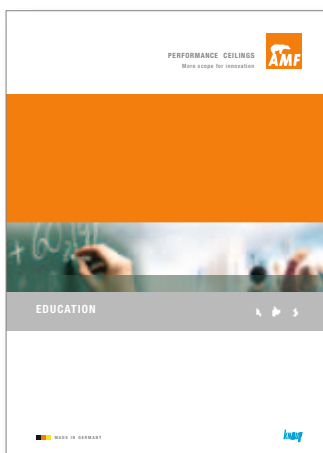 PERFORMANCE CEILINGS
More scope for innovation
AMF
EDUCATION
MADE IN GERMANY
knauf